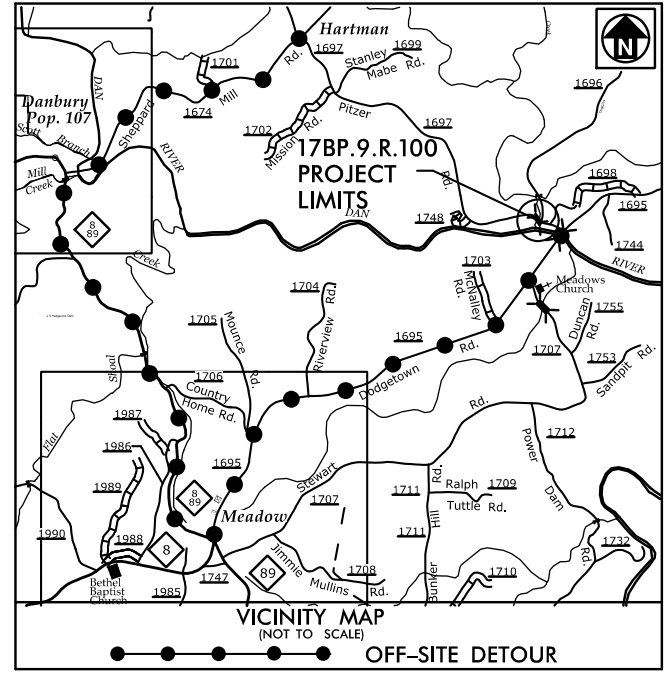 Hartman
1697
Stanley
1699
Mabe Rd.
1701
Rd.
Mill
1674
Sheppard
DAN
Danbury
Pop. 107
Scott
Branch
Mill
Creek
RIVER
1702
Mission Rd.
Pitzer
1697
Rd.
1696
N
17BP.9.R.100
PROJECT
LIMITS
DAN
1748
1698
1695
1744
RIVER
8
89
Creek
1703
McNalley
Rd.
Meadows
Church
1704
Riverview Rd.
1705
Mounce
Rd.
1695
Dodgetown
Rd.
1755
Duncan
Rd.
1707
1753
Sandpit Rd.
Shoal
Flat
1706
Country
Home Rd.
1987
1986
1989
1695
8
89
Meadow
Stewart
Rd.
1707
Power
Dam
Rd.
1712
1711
Rd.
Ralph
1709
Tuttle Rd.
1711
Hill
Bunker
1710
1732
1990
1988
8
Bethel
Baptist
Church
1985
1747
89
Jimmie
Mullins
Rd.
1708
VICINITY MAP
(NOT TO SCALE)
OFF–SITE DETOUR